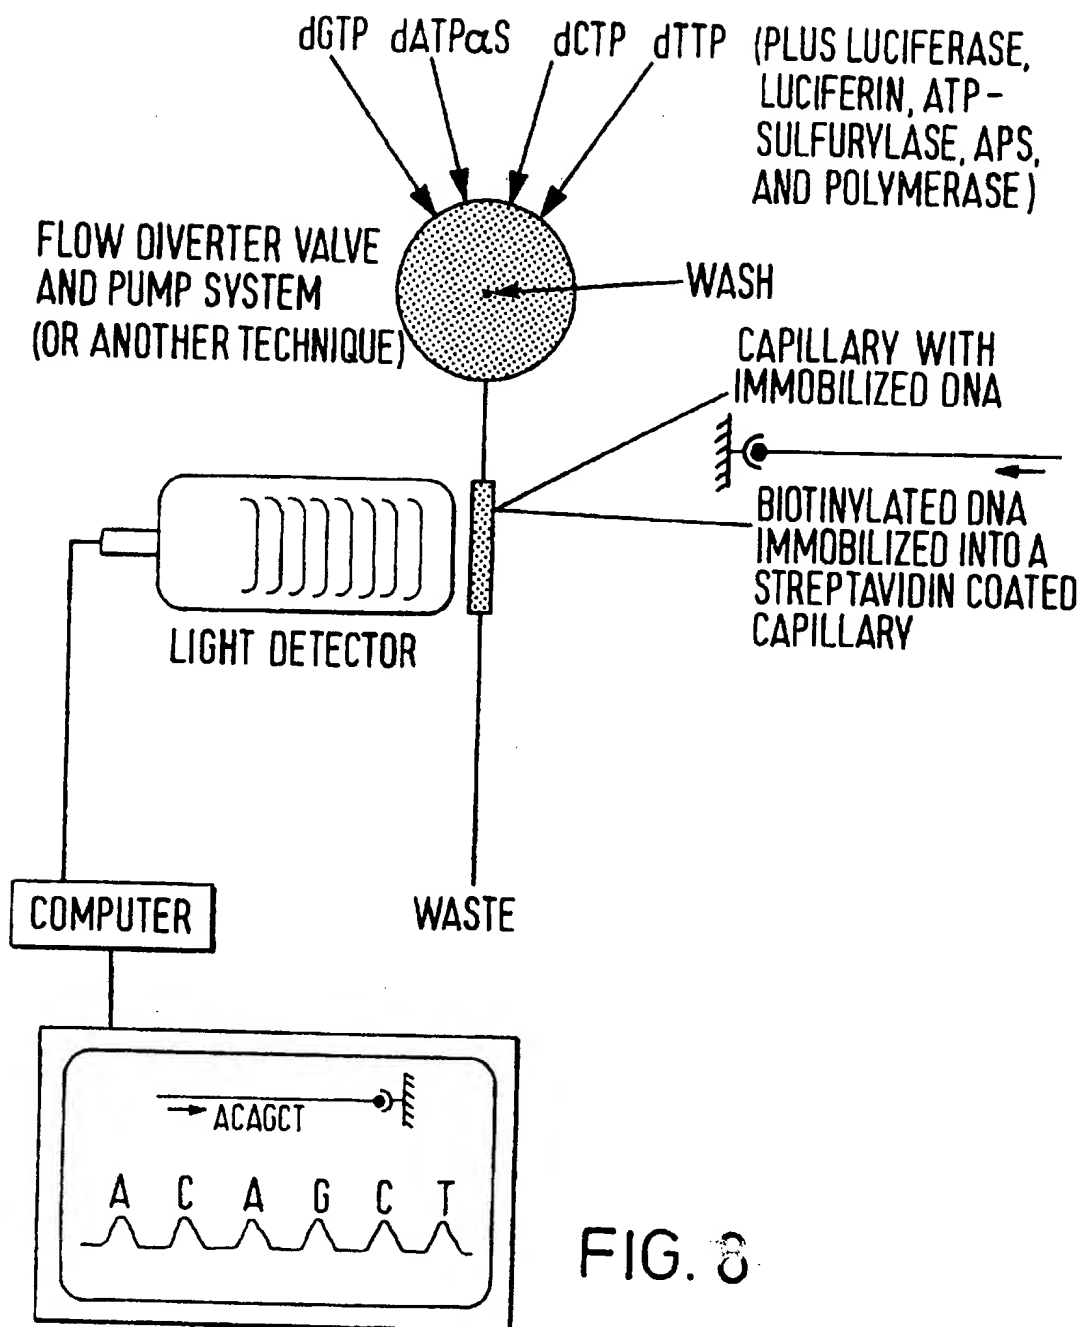 dGTP dATPαS dCTP dTTP (PLUS LUCIFERASE,
LUCIFERIN, ATP-
SULFURYLASE, APS,
AND POLYMERASE)
FLOW DIVERTER VALVE
AND PUMP SYSTEM
(OR ANOTHER TECHNIQUE)
WASH
CAPILLARY WITH
IMMOBILIZED DNA
BIOTINYLATED DNA
IMMOBILIZED INTO A
STREPTAVIDIN COATED
CAPILLARY
LIGHT DETECTOR
COMPUTER
WASTE
ACAGCT
A C A G C T
FIG. 8